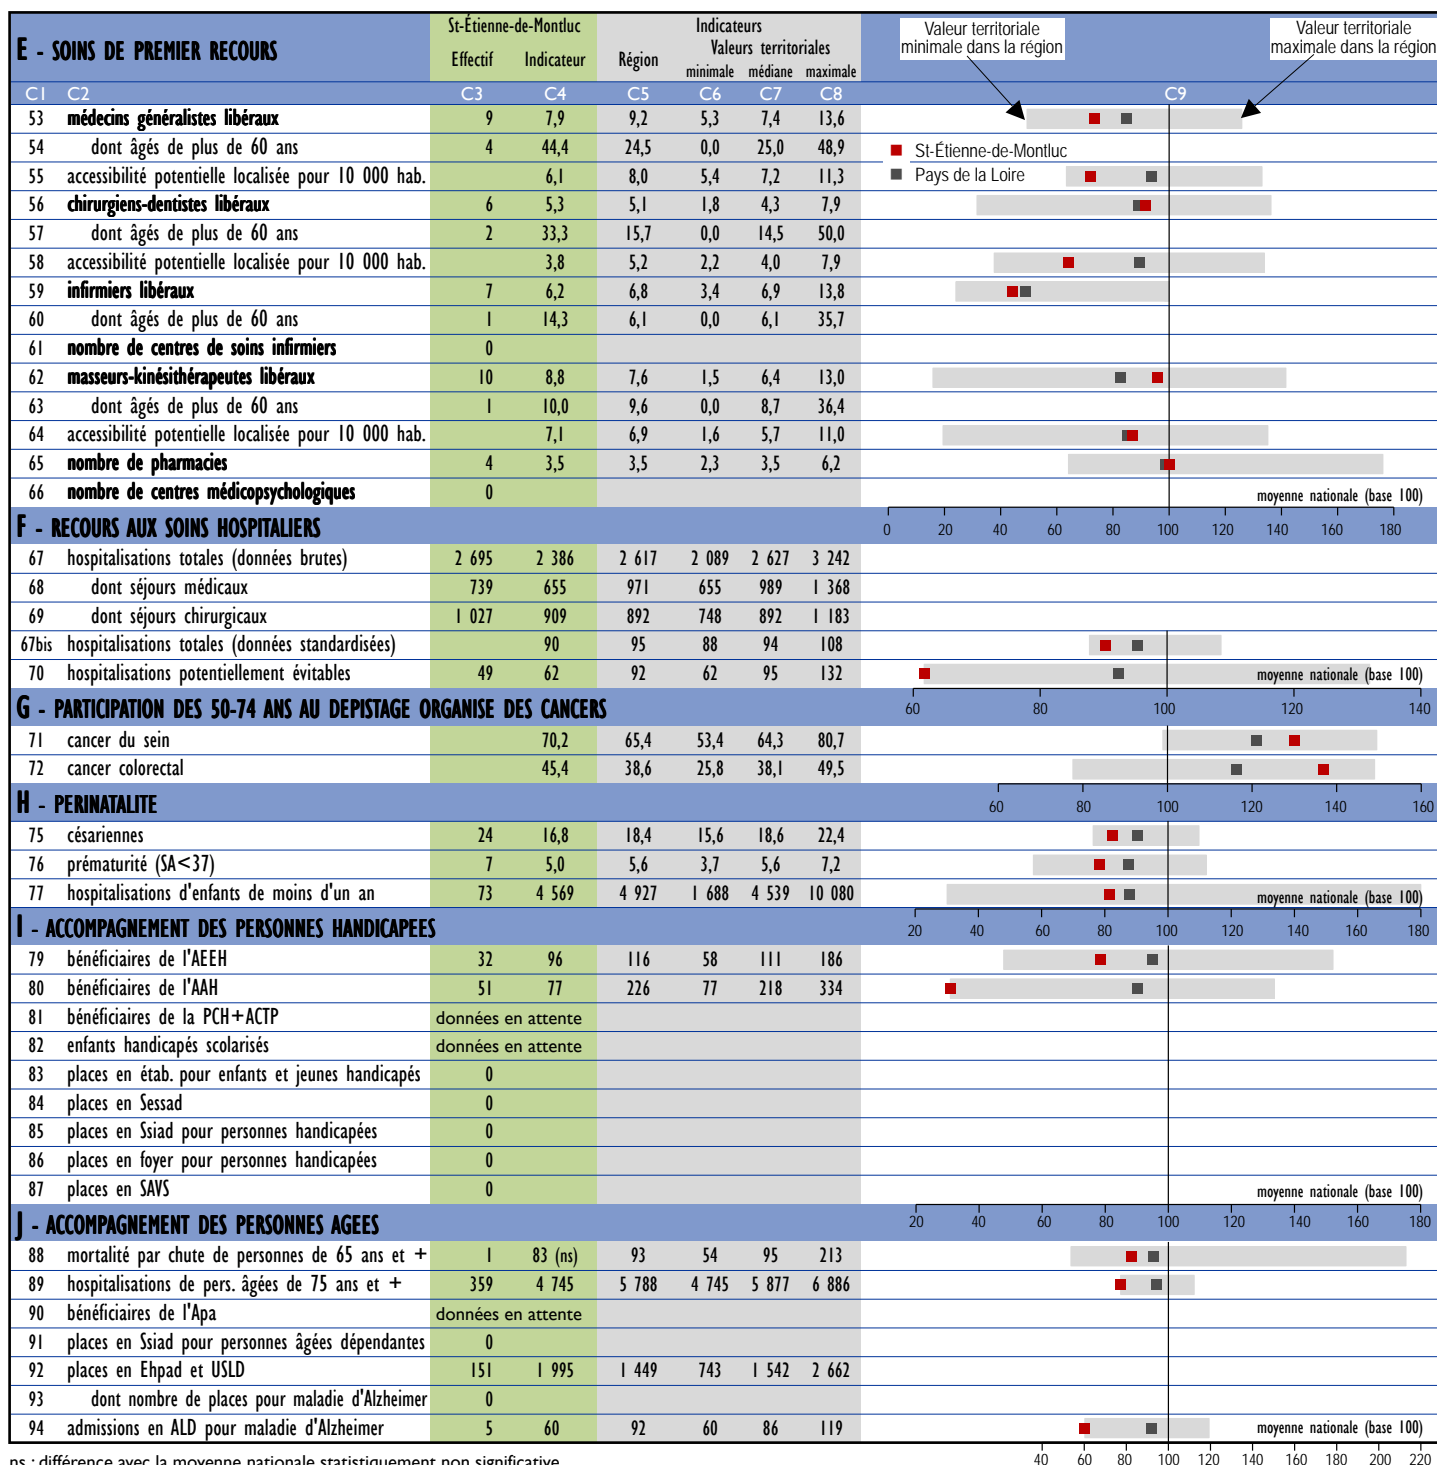 E - SOINS DE PREMIER RECOURS
St-Étienne-de-Montluc
Effectif Indicateur
Région
Indicateurs
Valeurs territoriales
minimale médiane maxmale
Valeur territoriale
minimale dans la région
Valeur territoriale
maximale dans la région
C1 C2 C3 C4 C5 C6 C7 C8 C9
53 médecins généralistes libéraux 9 7,9 9,2 5,3 7,4 13,6
54 dont âgés de plus de 60 ans 4 44,4 24,5 0,0 25,0 48,9
St-Étienne-de-Montluc
55 accessibilité potentielle localisée pour 10 000 hab. 6,1 8,0 5,4 7,2 11,3
Pays de la Loire
56 chirurgiens-dentistes libéraux 6 5,3 5,1 1,8 4,3 7,9
57 dont âgés de plus de 60 ans 2 33,3 15,7 0,0 14,5 50,0
58 accessibilité potentielle localisée pour 10 000 hab. 3,8 5,2 2,2 4,0 7,9
59 infirmiers libéraux 7 6,2 6,8 3,4 6,9 13,8
60 dont âgés de plus de 60 ans 1 14,3 6,1 0,0 6,1 35,7
61 nombre de centres de soins infirmiers 0
62 masseurs-kinésithérapeutes libéraux 10 8,8 7,6 1,5 6,4 13,0
63 dont âgés de plus de 60 ans 1 10,0 9,6 0,0 8,7 36,4
64 accessibilité potentielle localisée pour 10 000 hab. 7,1 6,9 1,6 5,7 11,0
65 nombre de pharmacies 4 3,5 3,5 2,3 3,5 6,2
66 nombre de centres médicopsychologiques 0 moyenne nationale (base 100)
F - RECOURS AUX SOINS HOSPITALIERS
0 20 40 60 80 100 120 140 160 180
67 hospitalisations totales (données brutes) 2 695 2 386 2 617 2 089 2 627 3 242
68 dont séjours médicaux 739 655 971 655 989 1 368
69 dont séjours chirurgicaux 1 027 909 892 748 892 1 183
67bis hospitalisations totales (données standardisées) 90 95 88 94 108
70 hospitalisations potentiellement évitables 49 62 92 62 95 132 moyenne nationale (base 100)
G - PARTICIPATION DES 50-74 ANS AU DEPISTAGE ORGANISE DES CANCERS
60 80 100 120 140
71 cancer du sein 70,2 65,4 53,4 64,3 80,7
72 cancer colorectal 45,4 38,6 25,8 38,1 49,5
H - PERINATALITE
60 80 100 120 140 160
75 césariennes 24 16,8 18,4 15,6 18,6 22,4
76 prématurité (SA<37) 7 5,0 5,6 3,7 5,6 7,2
77 hospitalisations d'enfants de moins d'un an 73 4 569 4 927 1 688 4 539 10 080 moyenne nationale (base 100)
I - ACCOMPAGNEMENT DES PERSONNES HANDICAPEES
20 40 60 80 100 120 140 160 180
79 bénéficiaires de l'AEEH 32 96 116 58 111 186
80 bénéficiaires de l'AAH 51 77 226 77 218 334
81 bénéficiaires de la PCH+ACTP données en attente
82 enfants handicapés scolarisés données en attente
83 places en étab. pour enfants et jeunes handicapés 0
84 places en Sessad 0
85 places en Ssiad pour personnes handicapées 0
86 places en foyer pour personnes handicapées 0
87 places en SAVS 0 moyenne nationale (base 100)
J - ACCOMPAGNEMENT DES PERSONNES AGEES
20 40 60 80 100 120 140 160 180
88 mortalité par chute de personnes de 65 ans et + 1 83 (ns) 93 54 95 213
89 hospitalisations de pers. âgées de 75 ans et + 359 4 745 5 788 4 745 5 877 6 886
90 bénéficiaires de l'Apa données en attente
91 places en Ssiad pour personnes âgées dépendantes 0
92 places en Ehpad et USLD 151 1 995 1 449 743 1 542 2 662
93 dont nombre de places pour maladie d'Alzheimer 0
94 admissions en ALD pour maladie d'Alzheimer 5 60 92 60 86 119 moyenne nationale (base 100)
40 60 80 100 120 140 160 180 200 220
ns : différence avec la moyenne nationale statistiquement non significative